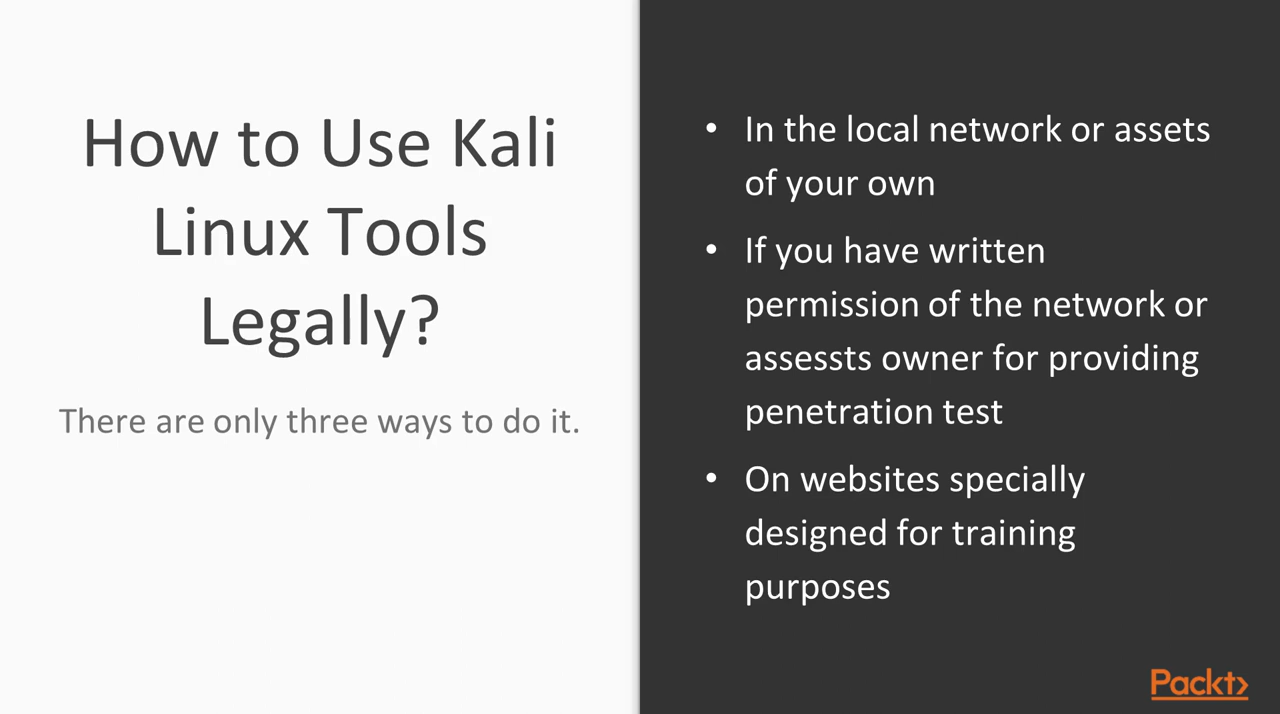 How to Use Kali
Linux Tools
Legally?
There are only three ways to do it.
• In the local network or assets
of your own
• If you have written
permission of the network or
assessts owner for providing
penetration test
• On websites specially
designed for training
purposes
Packt>